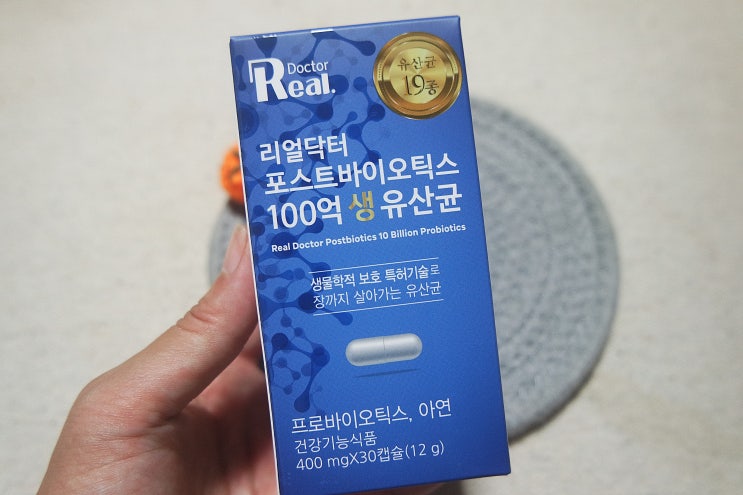 Doctor
Real.
유산균
19종
리얼닥터
포스트바이오틱스
100억 생 유산균
Real Doctor Postbiotics 10 Billion Probiotics
생물학적 보호 특허기술로
장까지 살아가는 유산균
프로바이오틱스, 아연
건강기능식품
400 mgX30캡슐(12 g)